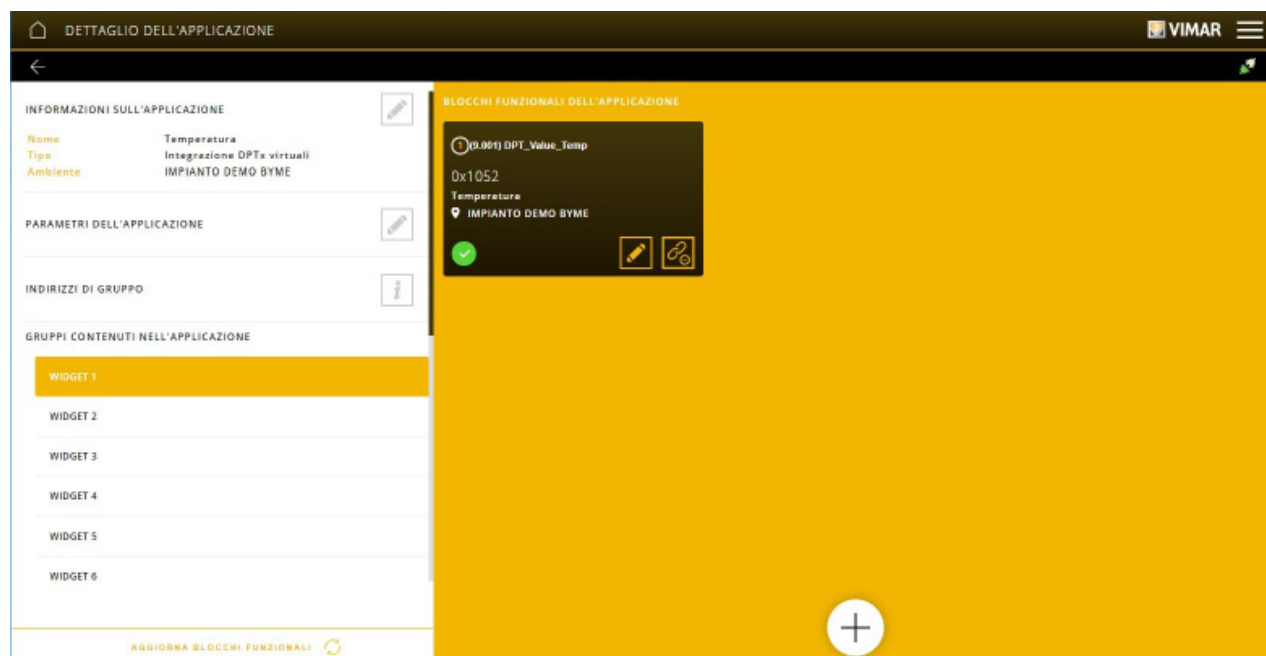 DETTAGLIO DELL'APPLICAZIONE
VIMAR
INFORMAZIONI SULL'APPLICAZIONE
Nome Temperatura
Tipo Integrazione DPTx virtuali
Ambiente IMPIANTO DEMO BYME
PARAMETRI DELL'APPLICAZIONE
INDIRIZZI DI GRUPPO
i
GRUPPI CONTENUTI NELL'APPLICAZIONE
WIDGET 1
WIDGET 2
WIDGET 3
WIDGET 4
WIDGET 5
WIDGET 6
AGGIORNA BLOCCHI FUNZIONALI
BLOCCHI FUNZIONALI DELL'APPLICAZIONE
1 (9.001) DPT_Value_Temp
0x1052
Temperatura
IMPIANTO DEMO BYME